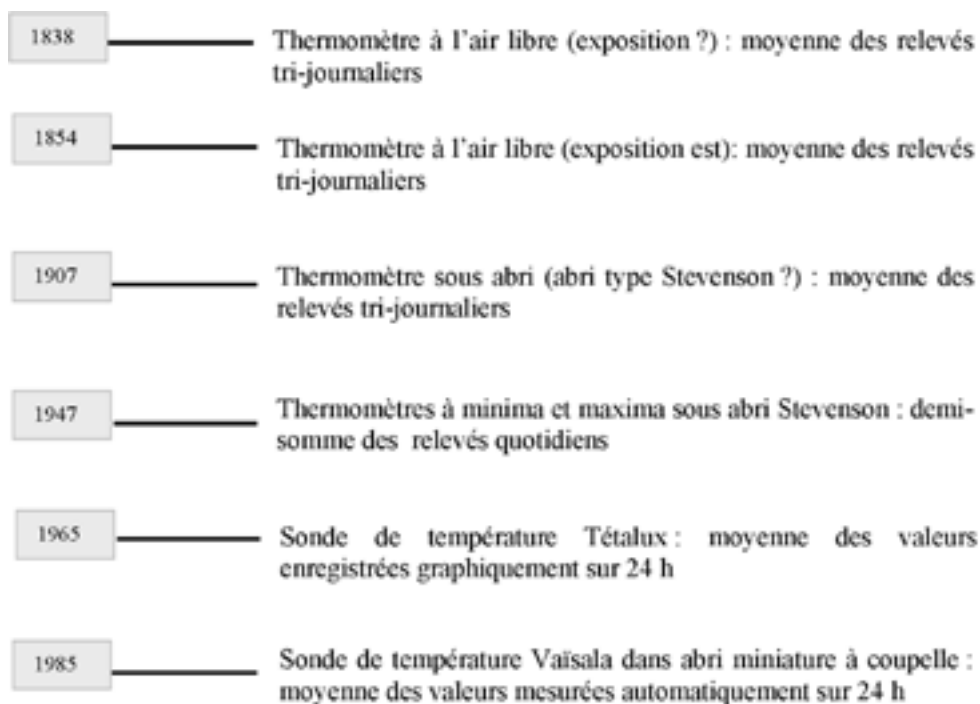 1838
Thermomètre à l'air libre (exposition ?) : moyenne des relevés
tri-journaliers
1854
Thermomètre à l'air libre (exposition est): moyenne des relevés
tri-journaliers
1907
Thermomètre sous abri (abri type Stevenson ?) : moyenne des
relevés tri-journaliers
1947
Thermomètres à minima et maxima sous abri Stevenson : demi-
somme des relevés quotidiens
1965
Sonde de température Tétalux : moyenne des valeurs
enregistrées graphiquement sur 24 h
1985
Sonde de température Vaïsala dans abri miniature à coupelle :
moyenne des valeurs mesurées automatiquement sur 24 h